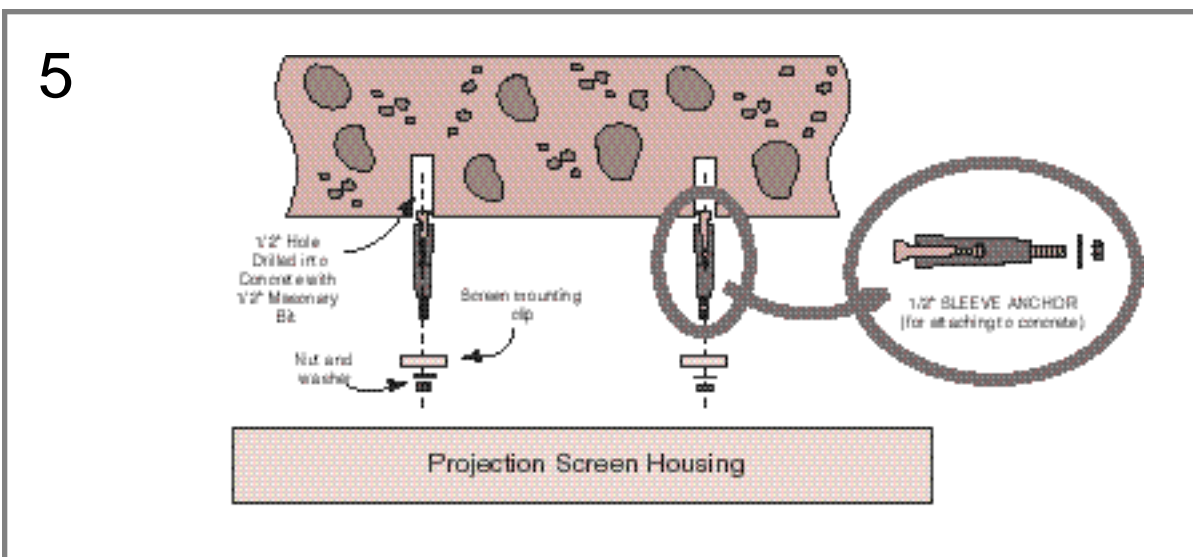 5
1/2" Hole
Drilled into
Concrete with
1/2" Masonary
Bit
Screen mounting
clip
Nut and
washer
1/2" SLEEVE ANCHOR
(for attaching to concrete)
Projection Screen Housing